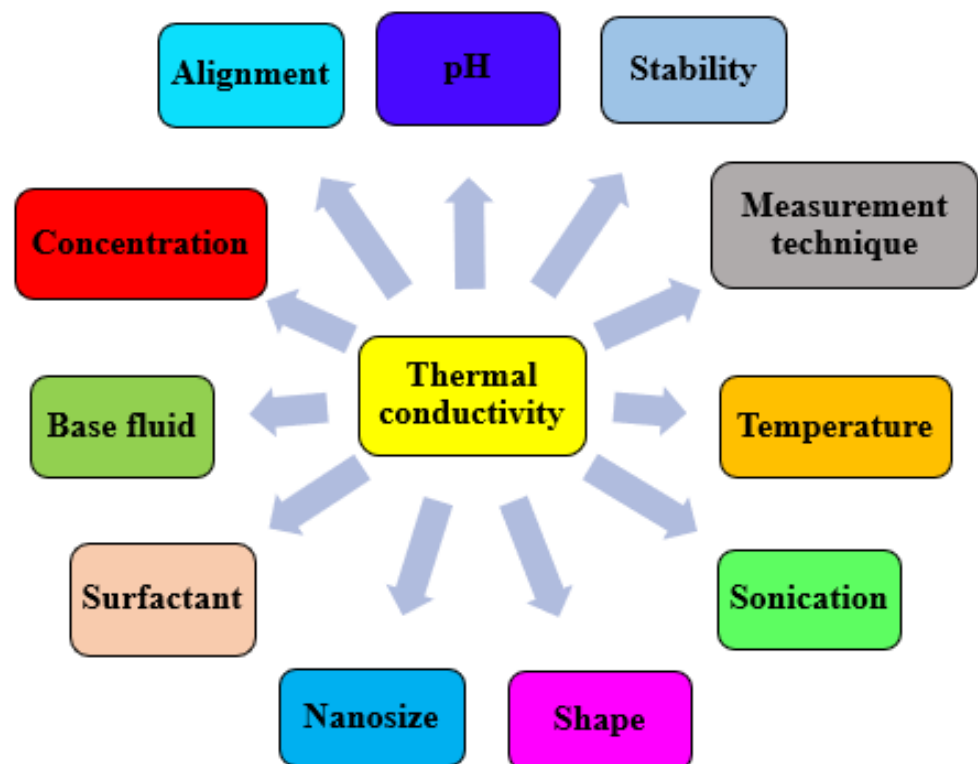 Alignment
pH
Stability
Concentration
Measurement
technique
Thermal
conductivity
Base fluid
Temperature
Surfactant
Sonication
Nanosize
Shape